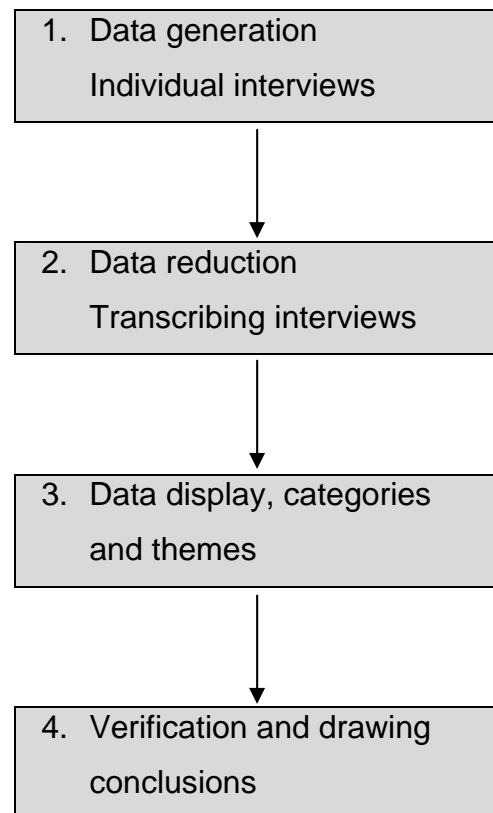 1. Data generation
Individual interviews
2. Data reduction
Transcribing interviews
3. Data display, categories
and themes
4. Verification and drawing
conclusions